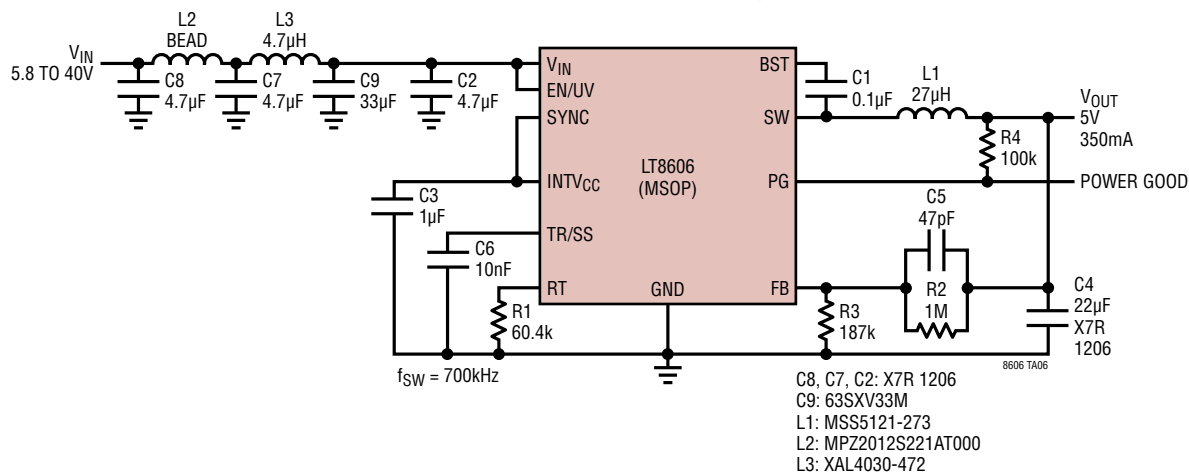 VIN
5.8 TO 40V
L2
BEAD
L3
4.7µH
C8
4.7µF
C7
4.7µF
C9
33µF
C2
4.7µF
VIN
EN/UV
SYNC
INTVCC
TR/SS
RT
LT8606
(MSOP)
GND
BST
SW
PG
FB
C1
0.1µF
L1
27µH
VOUT
5V
350mA
R4
100k
POWER GOOD
C5
47pF
R2
1M
C3
1µF
C6
10nF
R1
60.4k
R3
187k
C4
22µF
X7R
1206
fSW = 700kHz
8606 TA06
C8, C7, C2: X7R 1206
C9: 63SXV33M
L1: MSS5121-273
L2: MPZ2012S221AT000
L3: XAL4030-472